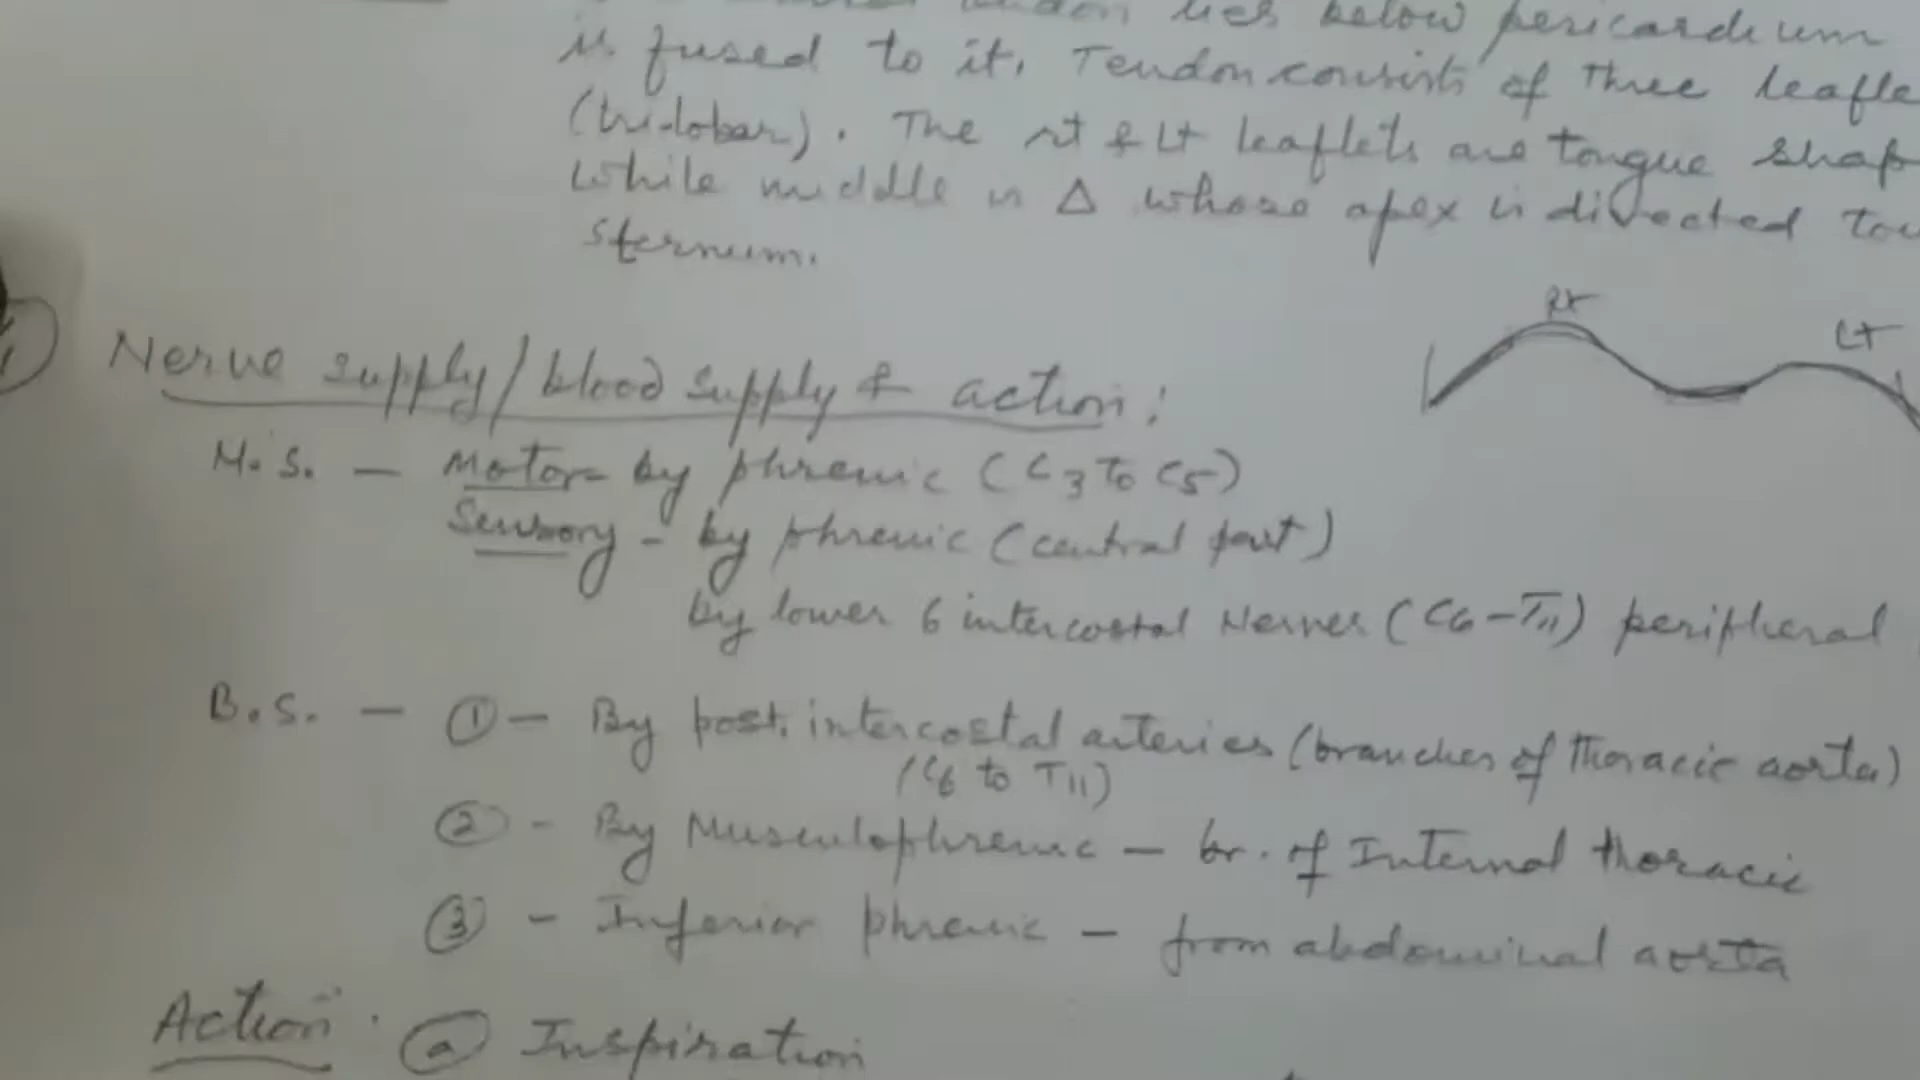 tendon lies below pericardium
is fused to it. Tendon consists of three leafle
(tri-lobar). The rt & Lt leaflets are tongue shap
while middle is Δ whose apex is directed tow
sternum.
Rt
Lt
Nerve supply/blood supply & action:
N.S. — Motor by phrenic (C3 To C5)
Sensory - by phrenic (central part)
by lower 6 intercostal Nerves (C6-T11) peripheral
B.S. — ① — By post. intercostal arteries (branches of Thoracic aorta)
(C6 to T11)
② - By Musculophrenic — br. of Internal thoracic
③ - Inferior phrenic — from abdominal aorta
Action: ⓐ Inspiration